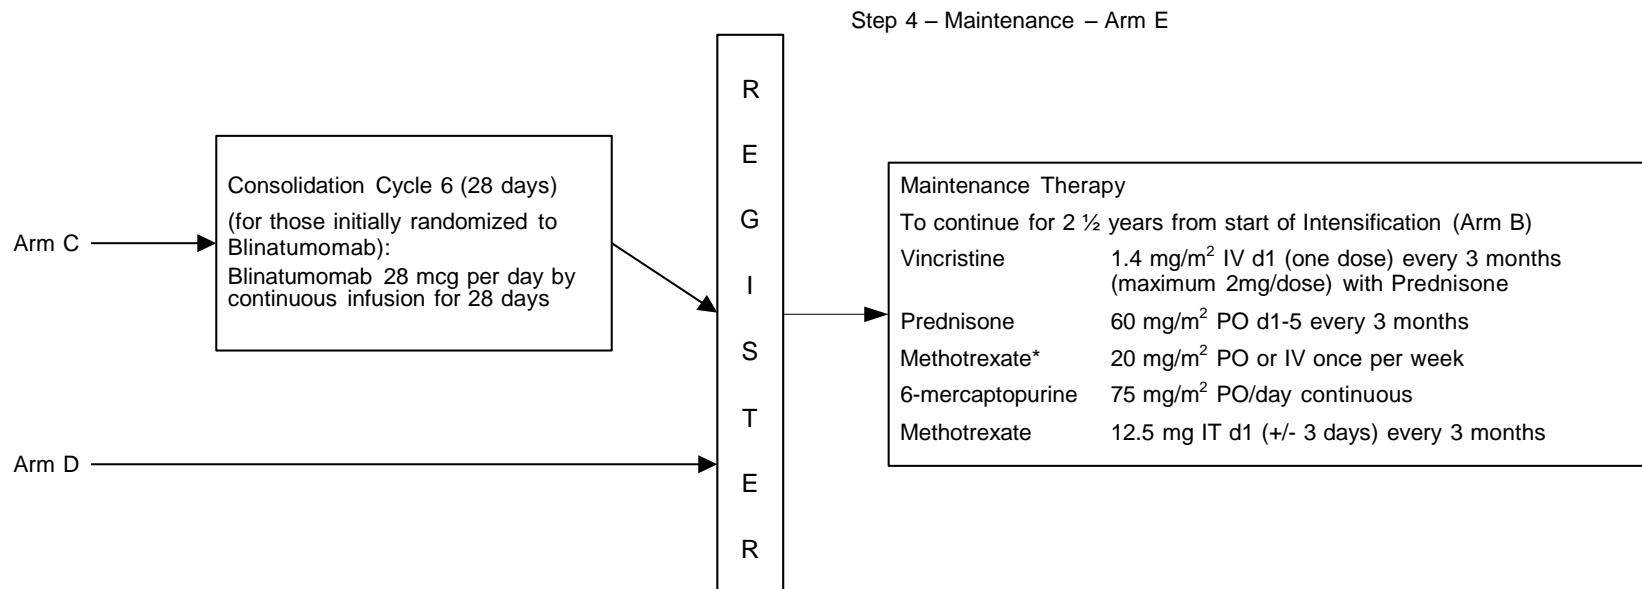 Step 4 – Maintenance – Arm E
R
E
G
I
S
T
E
R
Arm C
Consolidation Cycle 6 (28 days)
(for those initially randomized to
Blinatumomab):
Blinatumomab 28 mcg per day by
continuous infusion for 28 days
Arm D
Maintenance Therapy
To continue for 2 ½ years from start of Intensification (Arm B)
Vincristine 1.4 mg/m² IV d1 (one dose) every 3 months
(maximum 2mg/dose) with Prednisone
Prednisone 60 mg/m² PO d1-5 every 3 months
Methotrexate* 20 mg/m² PO or IV once per week
6-mercaptopurine 75 mg/m² PO/day continuous
Methotrexate 12.5 mg IT d1 (+/- 3 days) every 3 months